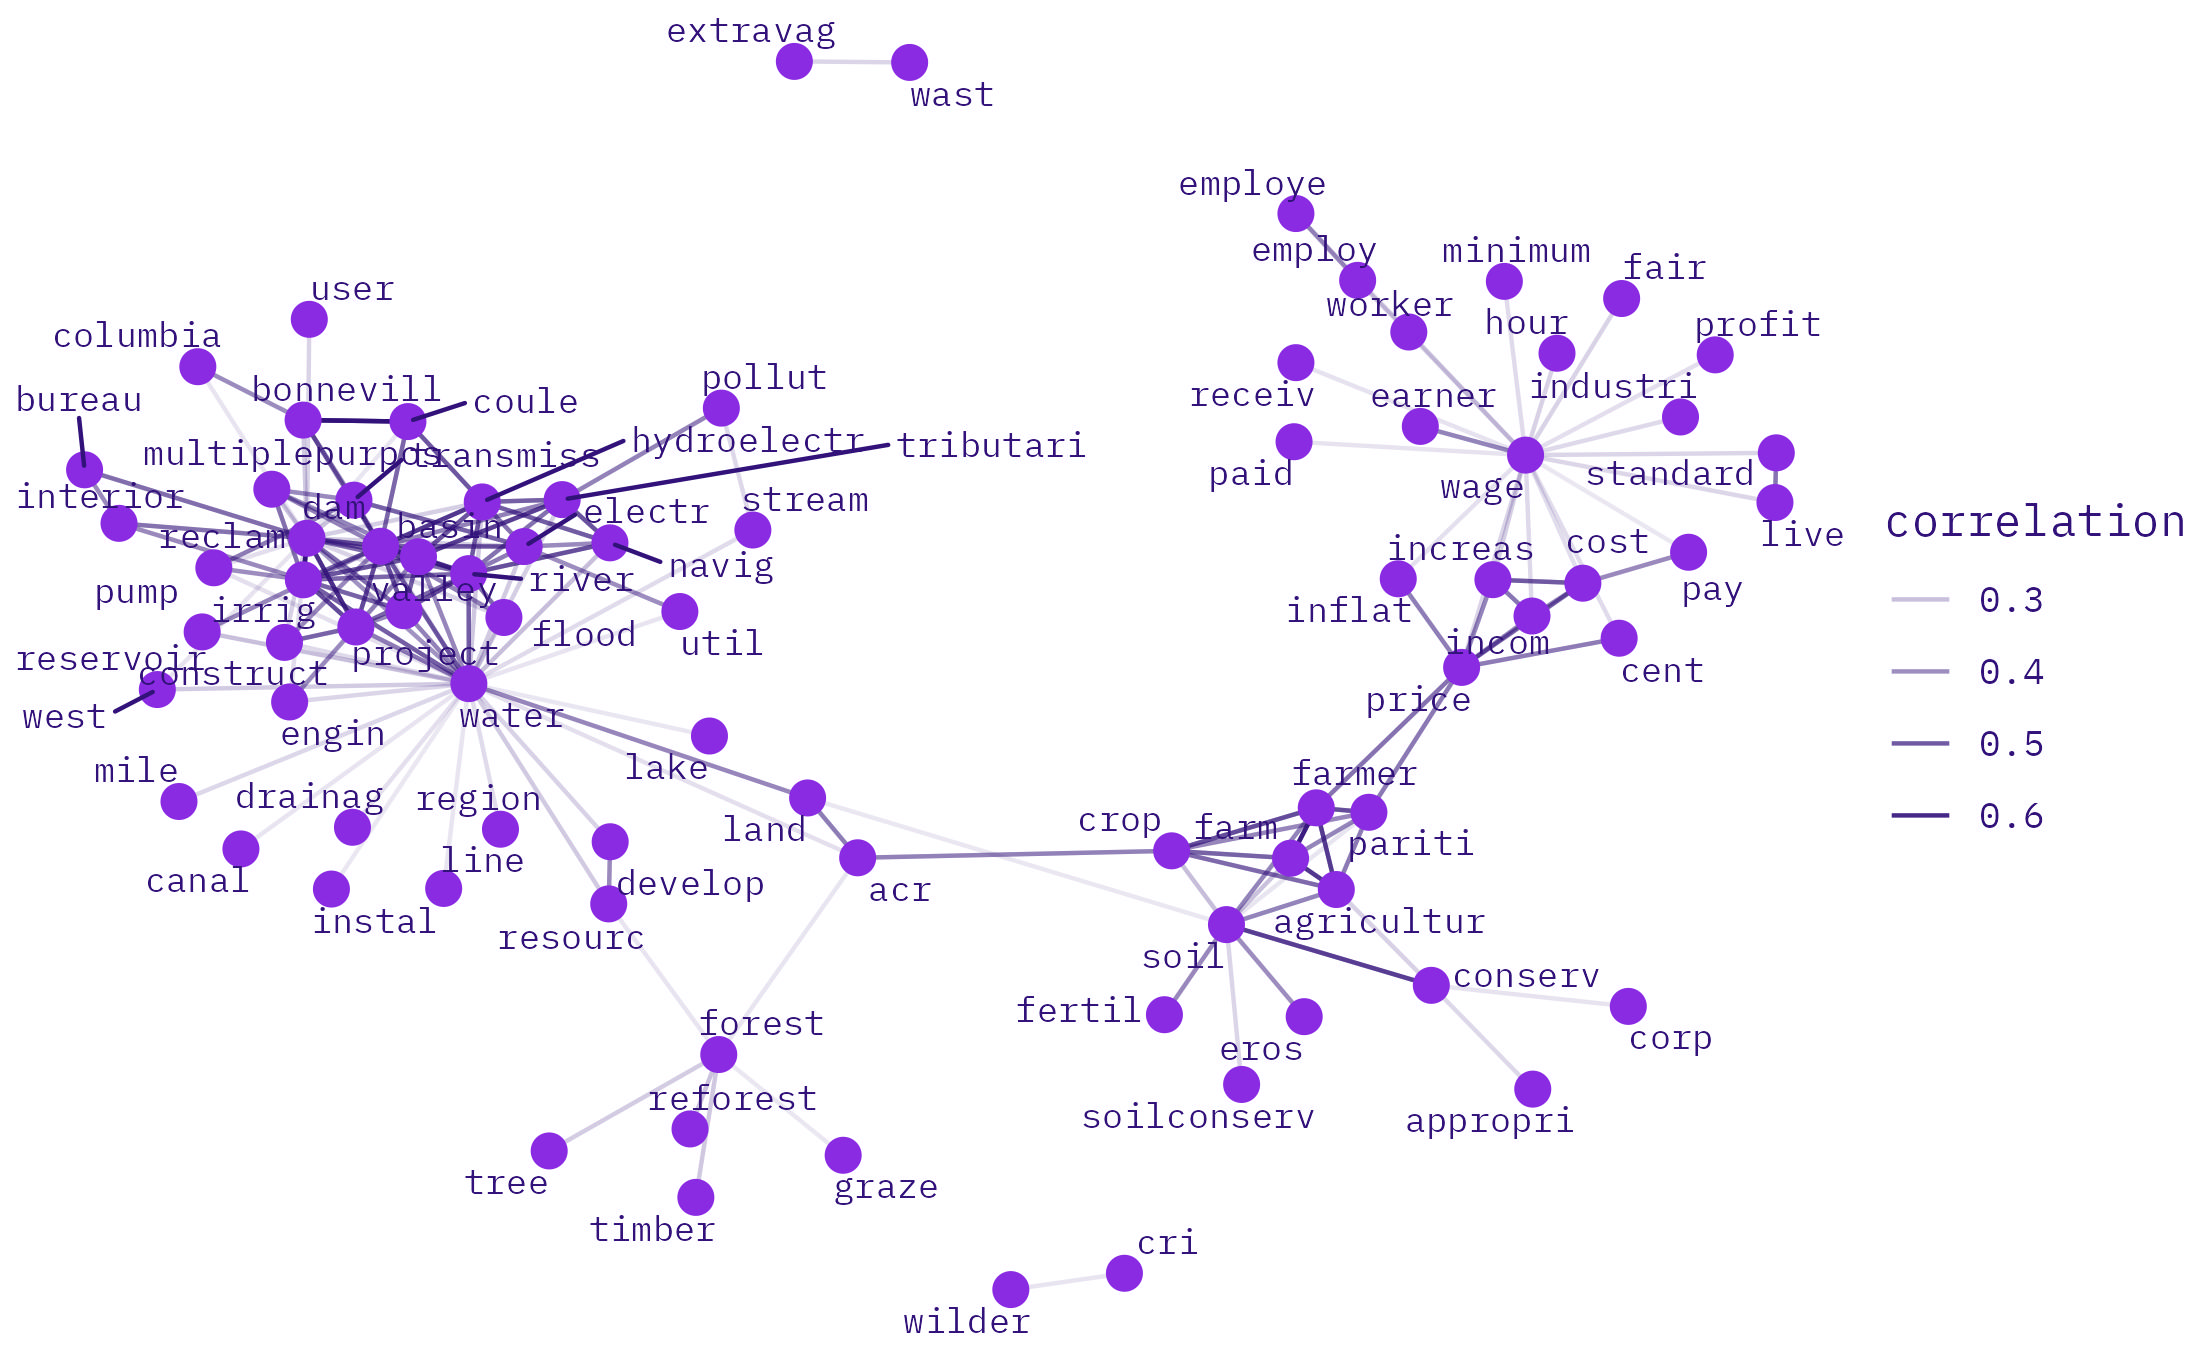 extravag
wast
employe
employ
minimum
fair
user
worker
hour
profit
columbia
pollut
bonnevill
coule
receiv
earner
industri
bureau
hydroelectr
tributari
multiplepurpos
transmiss
paid
standard
wage
interior
dam
stream
electr
basin
reclam
live
correlation
increas
cost
navig
river
pump
valley
pay
0.3
irrig
inflat
flood
util
project
incom
reservoir
construct
cent
0.4
west
water
price
engin
0.5
lake
mile
farmer
drainag
region
0.6
land
crop
farm
pariti
line
canal
develop
acr
instal
agricultur
resourc
soil
conserv
fertil
forest
corp
eros
reforest
soilconserv
appropri
tree
graze
timber
cri
wilder